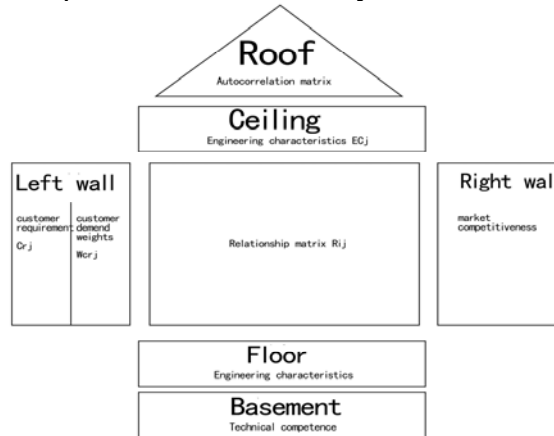 Roof
Autocorrelation matrix
Ceiling
Engineering characteristics ECj
Left wall
customer
requirement
Crj
customer
demend
weights
Wcrj
Relationship matrix Rij
Right wal
market
competitiveness
Floor
Engineering characteristics
Basement
Technical competence